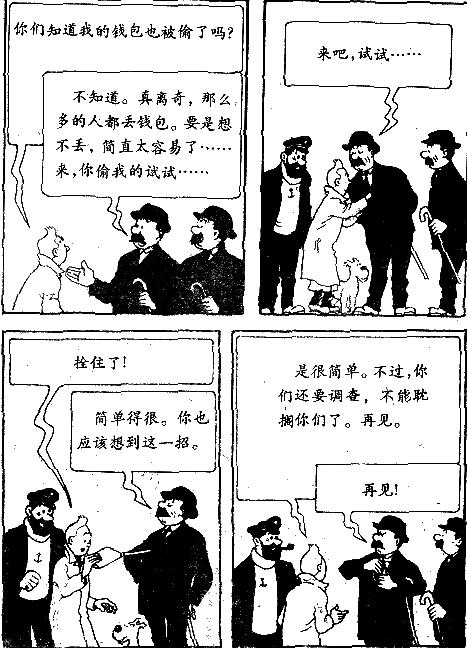 你们知道我的钱包也被偷了吗?
不知道。真离奇，那么
多的人都丢钱包。要是想
不丢，简直太容易了……
来，你偷我的试试……
来吧，试试……
拴住了!
简单得很。你也
应该想到这一招。
是很简单。不过，你
们还要调查，不能耽
搁你们了。再见。
再见!